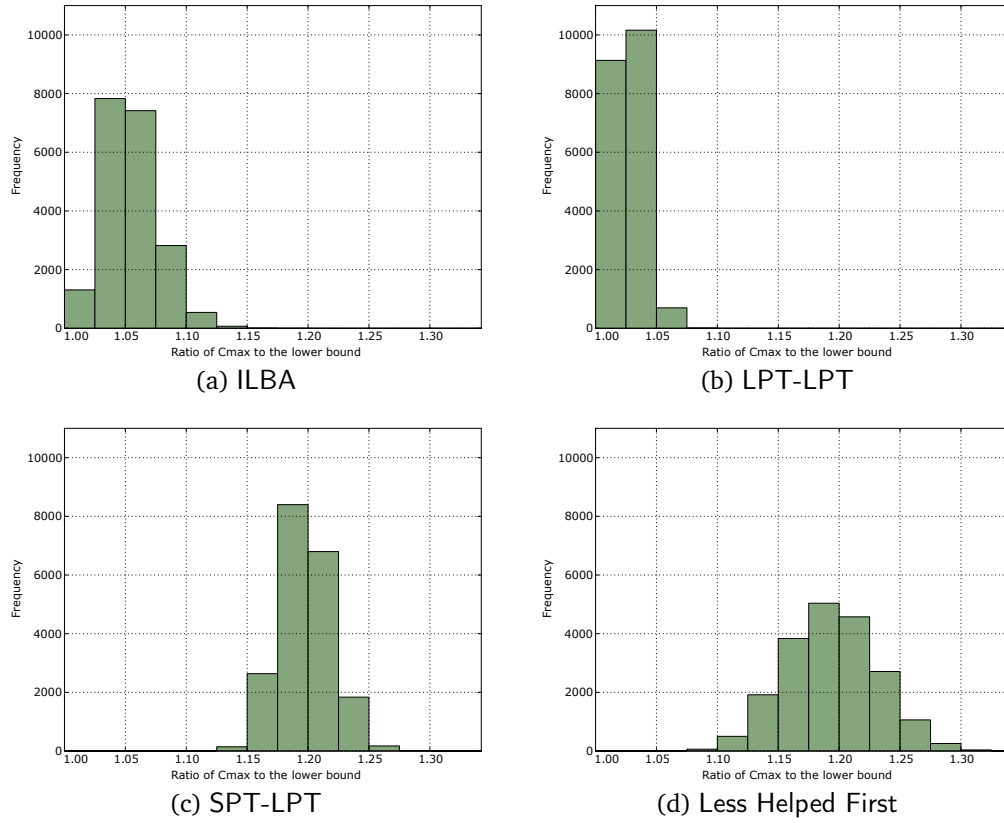 10000
8000
6000
4000
2000
0
Frequency
1.00 1.05 1.10 1.15 1.20 1.25 1.30
Ratio of Cmax to the lower bound
(a) ILBA
10000
8000
6000
4000
2000
0
Frequency
1.00 1.05 1.10 1.15 1.20 1.25 1.30
Ratio of Cmax to the lower bound
(b) LPT-LPT
10000
8000
6000
4000
2000
0
Frequency
1.00 1.05 1.10 1.15 1.20 1.25 1.30
Ratio of Cmax to the lower bound
(c) SPT-LPT
10000
8000
6000
4000
2000
0
Frequency
1.00 1.05 1.10 1.15 1.20 1.25 1.30
Ratio of Cmax to the lower bound
(d) Less Helped First